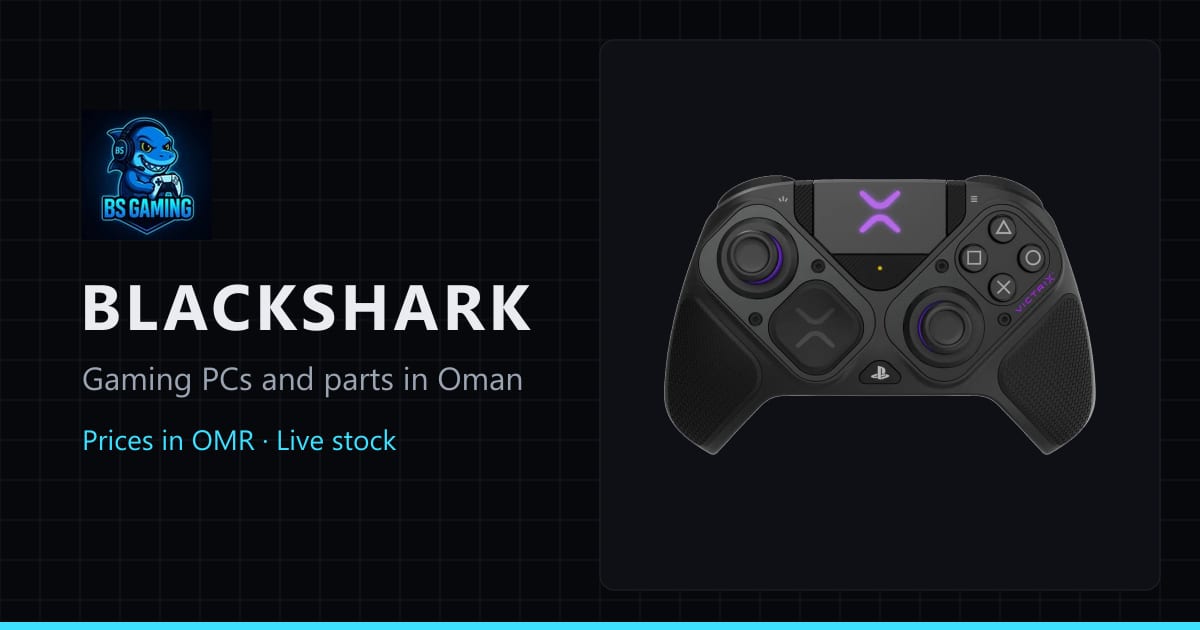 BS
BS GAMING
BLACKSHARK
Gaming PCs and parts in Oman
Prices in OMR · Live stock
VICTRIX